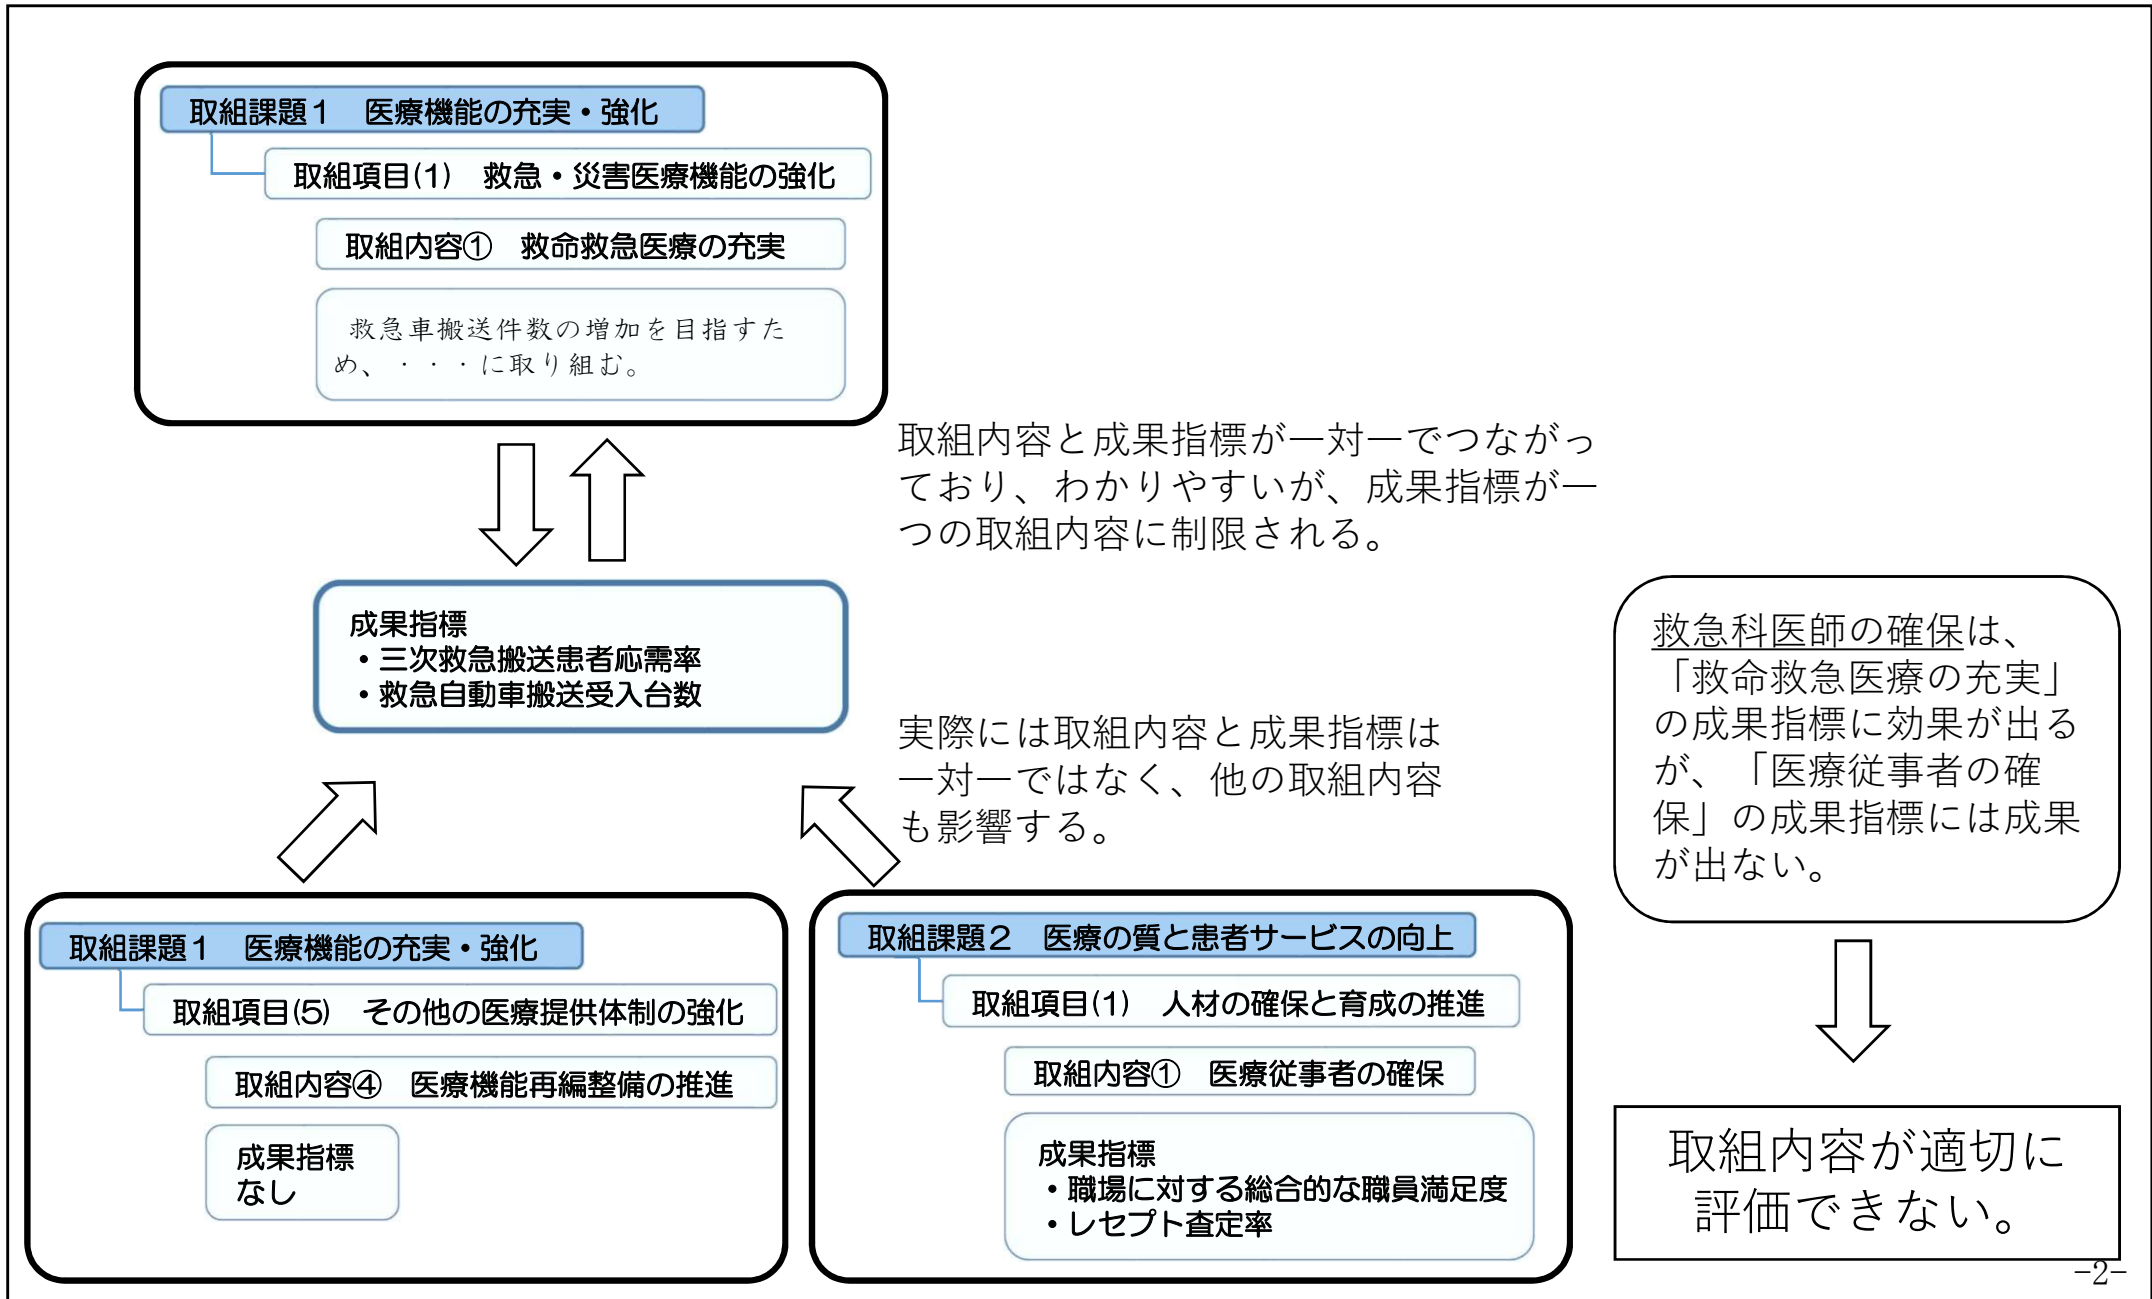 取組課題１　医療機能の充実・強化
取組項目(1)　救急・災害医療機能の強化
取組内容①　救命救急医療の充実
救急車搬送件数の増加を目指すた
め、・・・に取り組む。
取組内容と成果指標が一対一でつながっ
ており、わかりやすいが、成果指標が一
つの取組内容に制限される。
成果指標
・三次救急搬送患者応需率
・救急自動車搬送受入台数
実際には取組内容と成果指標は
一対一ではなく、他の取組内容
も影響する。
取組課題１　医療機能の充実・強化
取組項目(5)　その他の医療提供体制の強化
取組内容④　医療機能再編整備の推進
成果指標
なし
取組課題２　医療の質と患者サービスの向上
取組項目(1)　人材の確保と育成の推進
取組内容①　医療従事者の確保
成果指標
・職場に対する総合的な職員満足度
・レセプト査定率
救急科医師の確保は、
「救命救急医療の充実」
の成果指標に効果が出る
が、「医療従事者の確
保」の成果指標には成果
が出ない。
取組内容が適切に
評価できない。
-2-